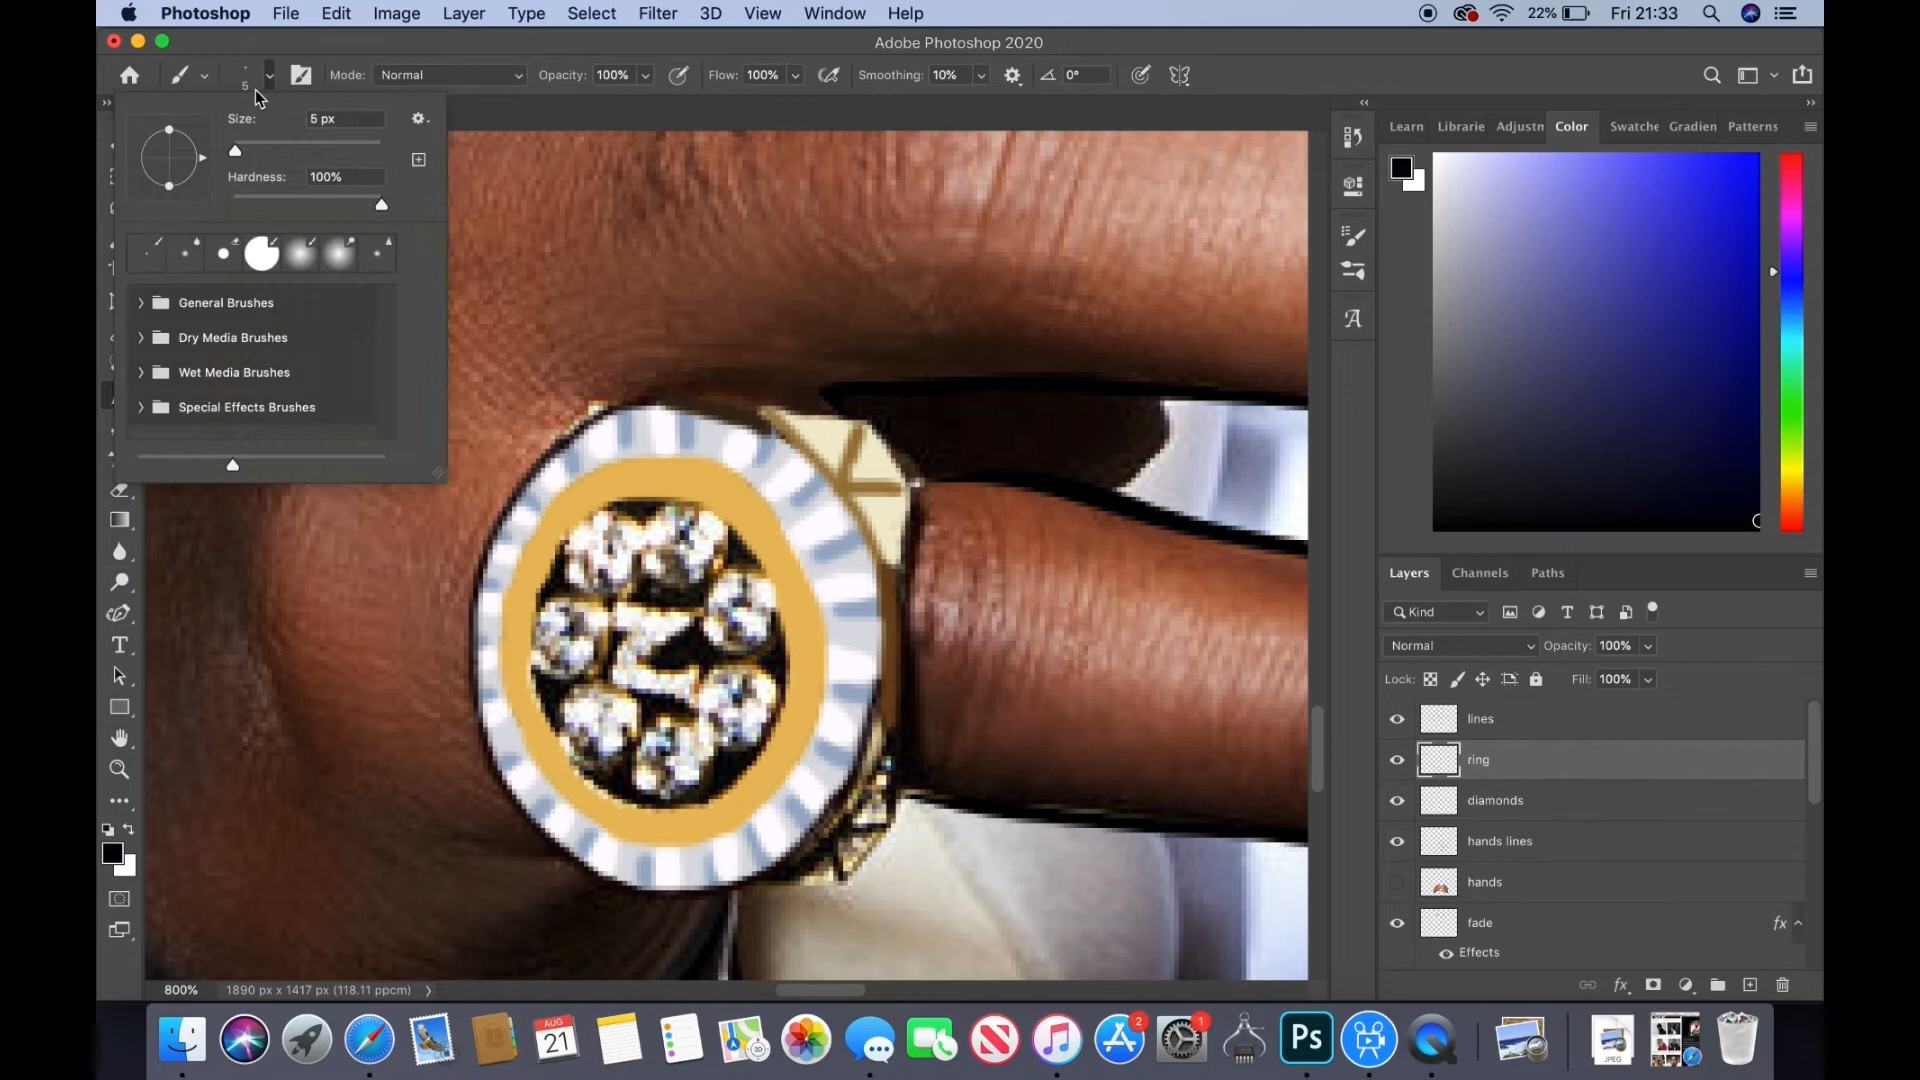 Photoshop File Edit Image Layer Type Select Filter 3D View Window Help 22% Fri 21:33
Adobe Photoshop 2020
5 Mode: Normal Opacity: 100% Flow: 100% Smoothing: 10% 0°
Size: 5 px
Hardness: 100%
General Brushes
Dry Media Brushes
Wet Media Brushes
Special Effects Brushes
Learn Librarie Adjustn Color Swatche Gradien Patterns
Layers Channels Paths
Kind
Normal Opacity: 100%
Lock: Fill: 100%
lines
ring
diamonds
hands lines
hands
fade fx
Effects
800% 1890 px x 1417 px (118.11 ppcm)
fx
AUG
21
3D
2
1
Ps
JPEG